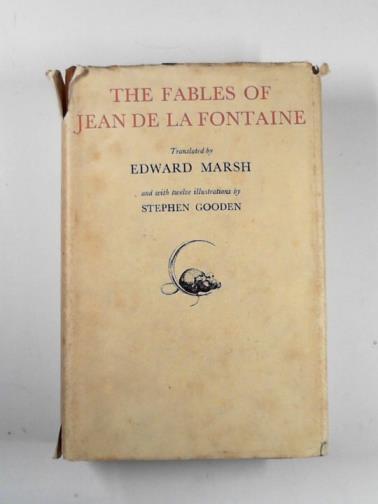 THE FABLES OF
JEAN DE LA FONTAINE
Translated by
EDWARD MARSH
and with twelve illustrations by
STEPHEN GOODEN